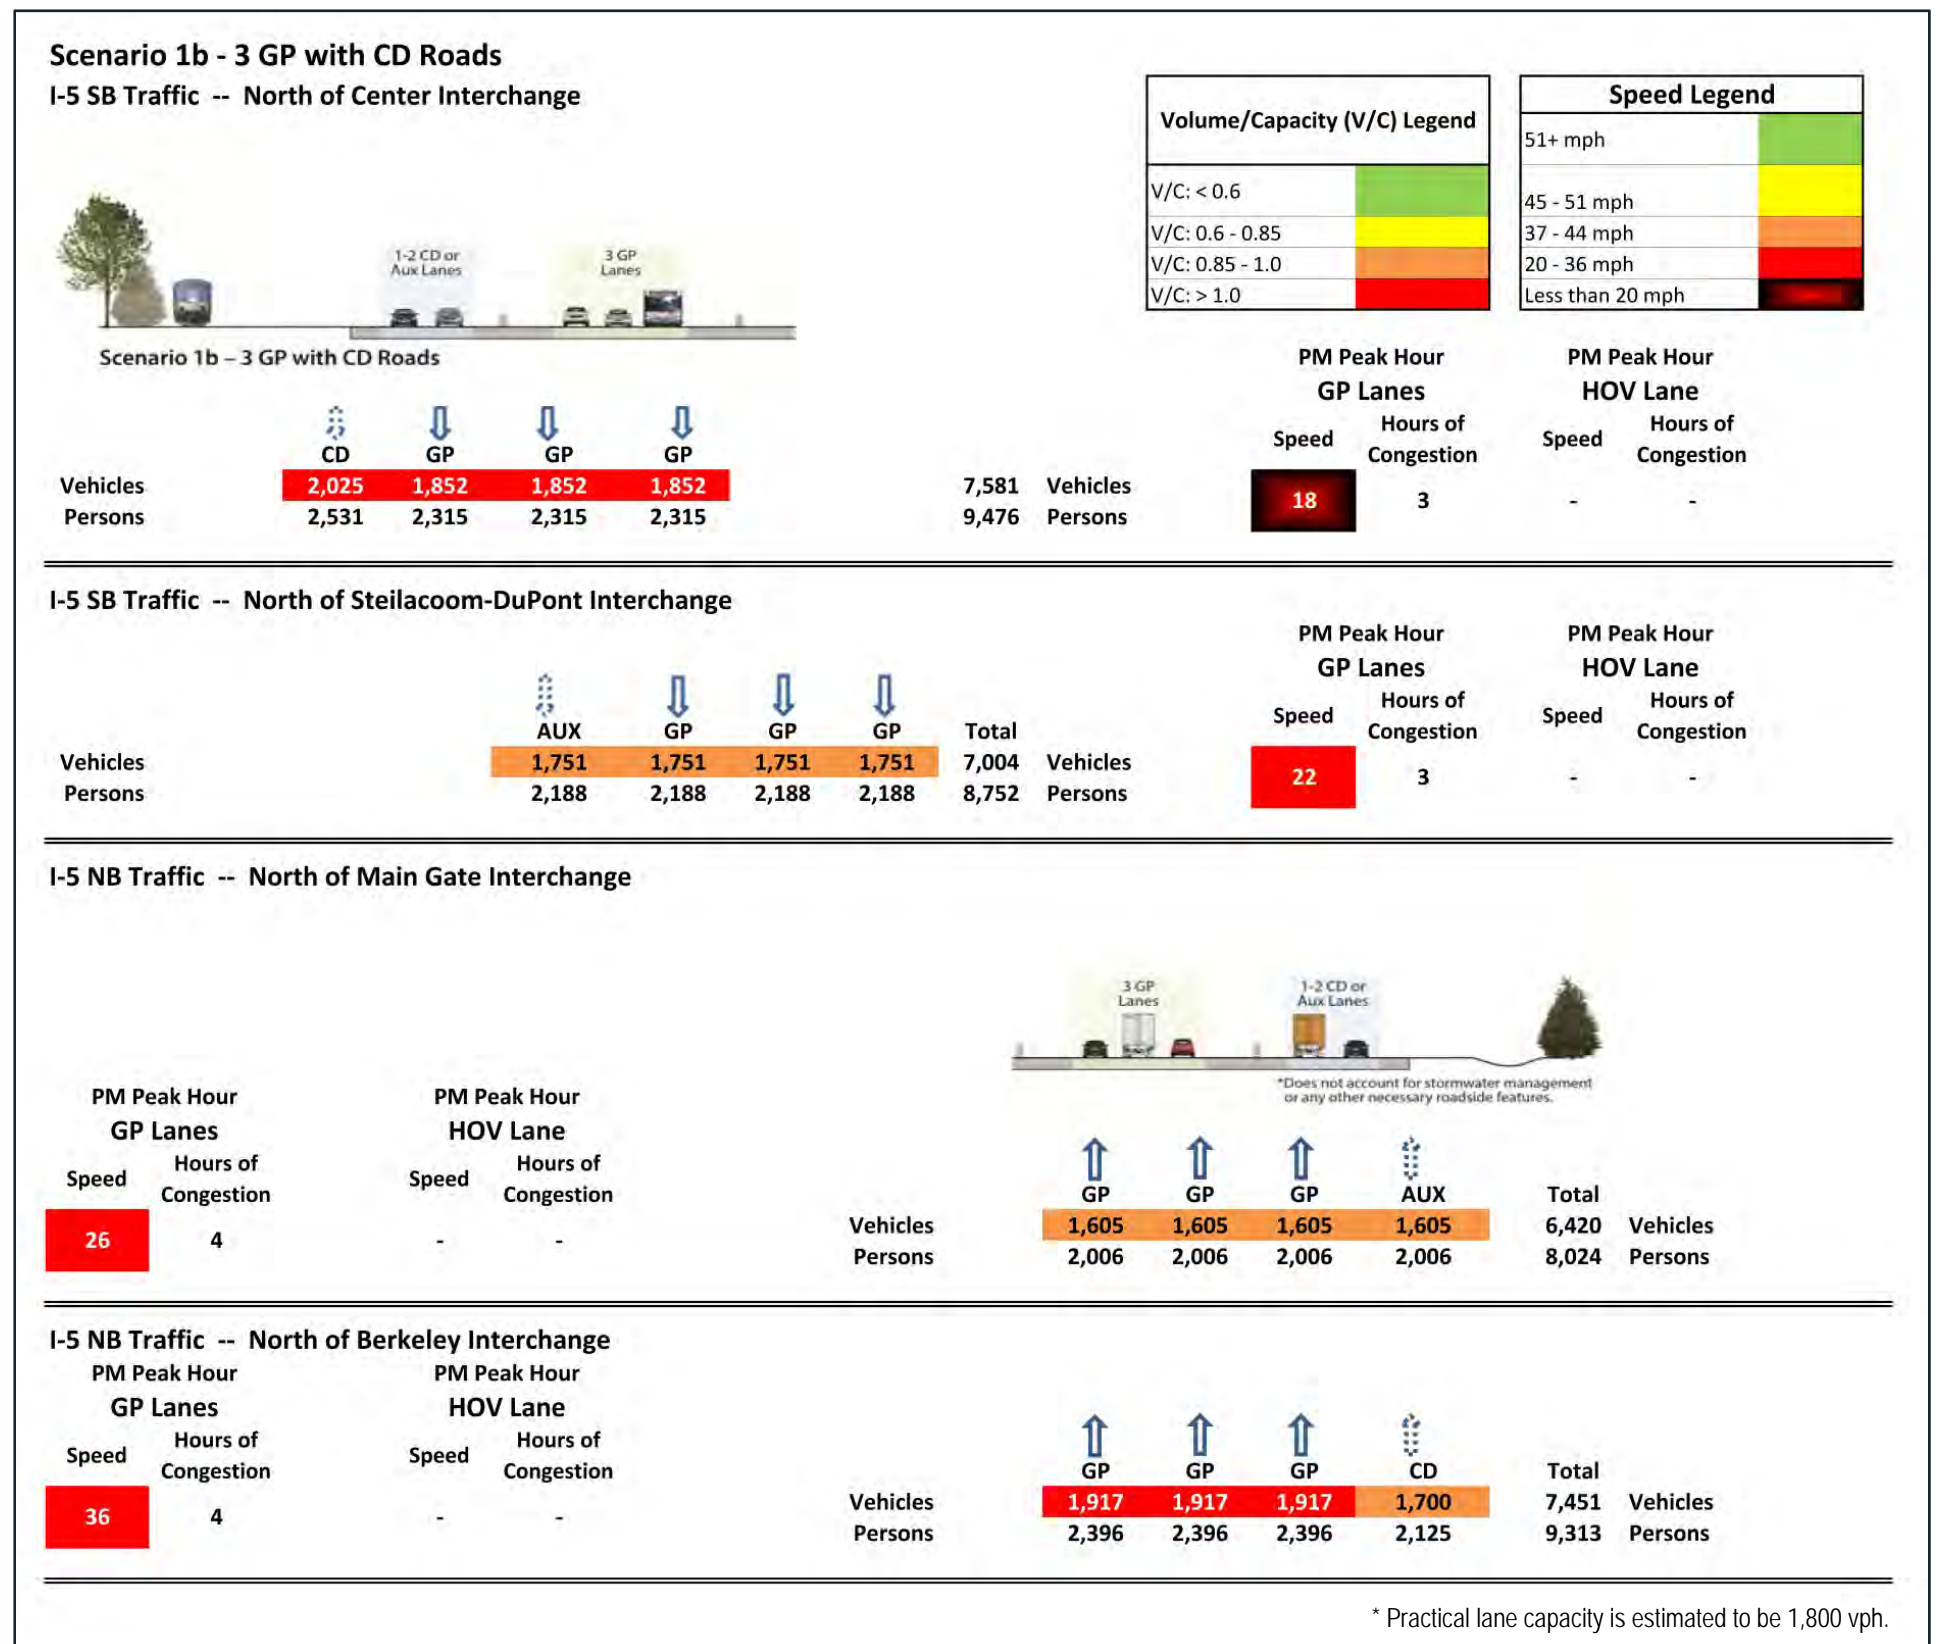 Scenario 1b - 3 GP with CD Roads
I-5 SB Traffic -- North of Center Interchange
Volume/Capacity (V/C) Legend
V/C: < 0.6
V/C: 0.6 - 0.85
V/C: 0.85 - 1.0
V/C: > 1.0
Speed Legend
51+ mph
45 - 51 mph
37 - 44 mph
20 - 36 mph
Less than 20 mph
1-2 CD or
Aux Lanes
3 GP
Lanes
Scenario 1b – 3 GP with CD Roads
PM Peak Hour PM Peak Hour
GP Lanes HOV Lane
Speed Hours of Congestion Speed Hours of Congestion
CD GP GP GP
Vehicles 2,025 1,852 1,852 1,852 7,581 Vehicles
Persons 2,531 2,315 2,315 2,315 9,476 Persons
18 3 - -
I-5 SB Traffic -- North of Steilacoom-DuPont Interchange
PM Peak Hour PM Peak Hour
GP Lanes HOV Lane
Speed Hours of Congestion Speed Hours of Congestion
AUX GP GP GP Total
Vehicles 1,751 1,751 1,751 1,751 7,004 Vehicles
Persons 2,188 2,188 2,188 2,188 8,752 Persons
22 3 - -
I-5 NB Traffic -- North of Main Gate Interchange
3 GP
Lanes
1-2 CD or
Aux Lanes
*Does not account for stormwater management
or any other necessary roadside features.
PM Peak Hour PM Peak Hour
GP Lanes HOV Lane
Speed Hours of Congestion Speed Hours of Congestion
26 4 - -
GP GP GP AUX Total
Vehicles 1,605 1,605 1,605 1,605 6,420 Vehicles
Persons 2,006 2,006 2,006 2,006 8,024 Persons
I-5 NB Traffic -- North of Berkeley Interchange
PM Peak Hour PM Peak Hour
GP Lanes HOV Lane
Speed Hours of Congestion Speed Hours of Congestion
36 4 - -
GP GP GP CD Total
Vehicles 1,917 1,917 1,917 1,700 7,451 Vehicles
Persons 2,396 2,396 2,396 2,125 9,313 Persons
* Practical lane capacity is estimated to be 1,800 vph.